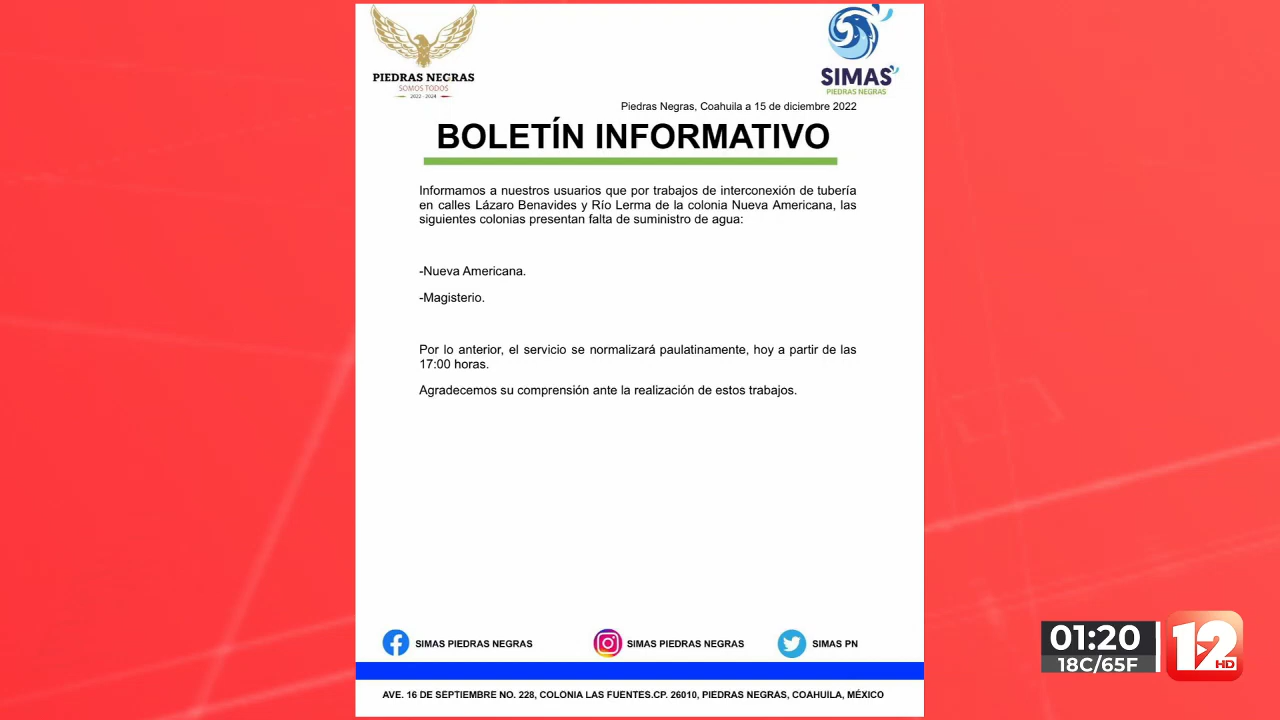 PIEDRAS NEGRAS
SOMOS TODOS
2022 - 2024
SIMAS
PIEDRAS NEGRAS
Piedras Negras, Coahuila a 15 de diciembre 2022
BOLETÍN INFORMATIVO
Informamos a nuestros usuarios que por trabajos de interconexión de tubería
en calles Lázaro Benavides y Río Lerma de la colonia Nueva Americana, las
siguientes colonias presentan falta de suministro de agua:
-Nueva Americana.
-Magisterio.
Por lo anterior, el servicio se normalizará paulatinamente, hoy a partir de las
17:00 horas.
Agradecemos su comprensión ante la realización de estos trabajos.
SIMAS PIEDRAS NEGRAS
SIMAS PIEDRAS NEGRAS
SIMAS PN
AVE. 16 DE SEPTIEMBRE NO. 228, COLONIA LAS FUENTES.CP. 26010, PIEDRAS NEGRAS, COAHUILA, MÉXICO
01:20
18C/65F
12
HD